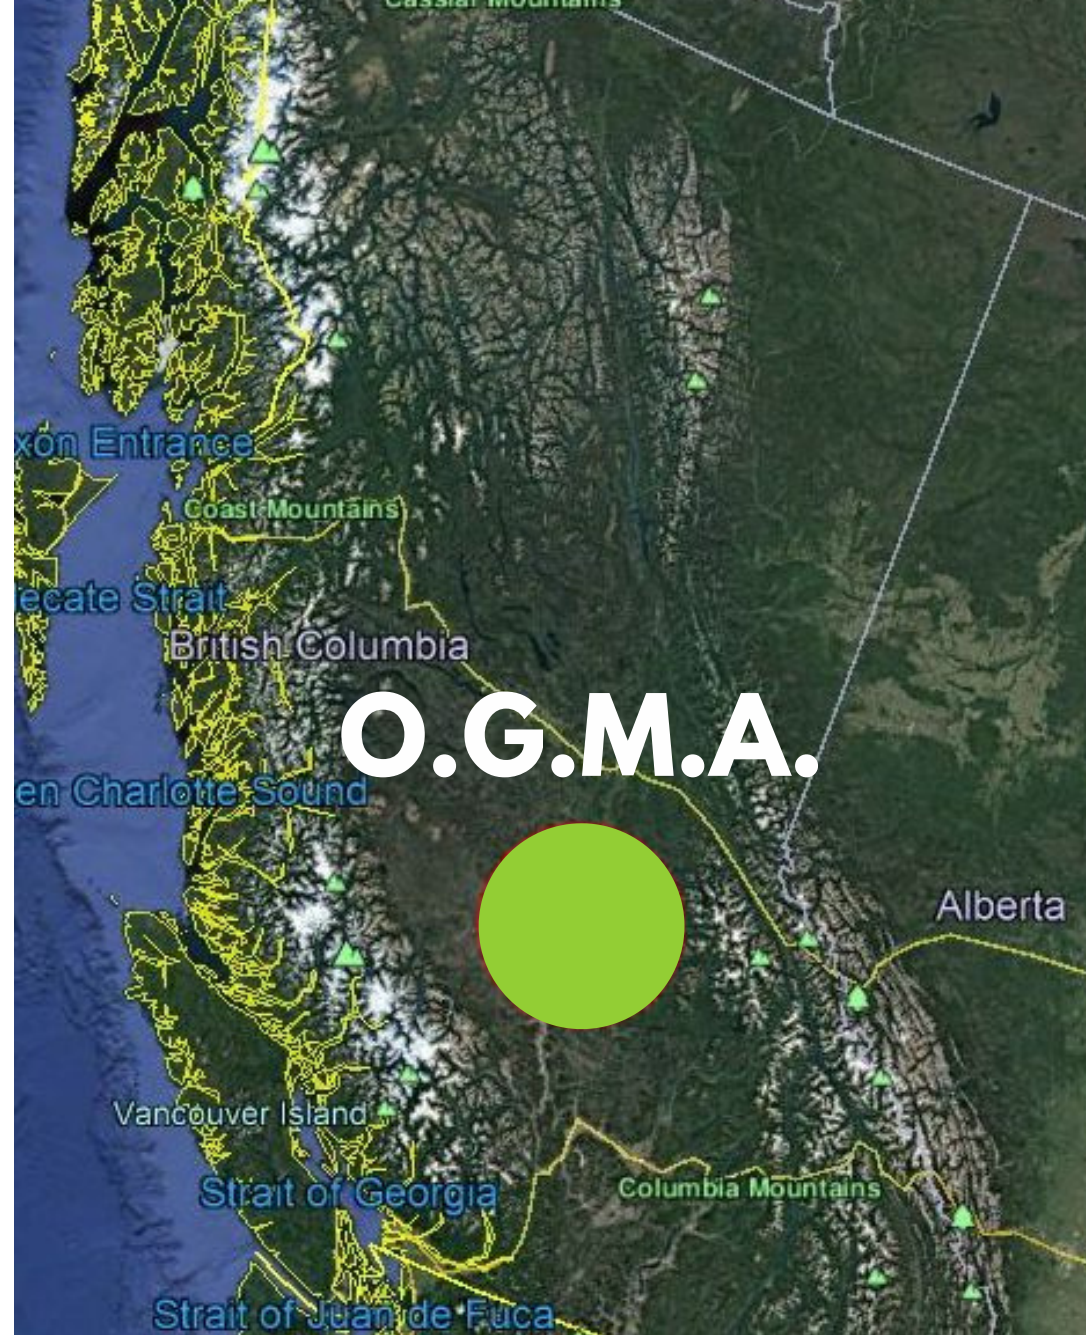 Cassiar Mountains
xon Entrance
Coast Mountains
ecate Strait
British Columbia
O.G.M.A.
en Charlotte Sound
Alberta
Vancouver Island
Strait of Georgia
Columbia Mountains
Strait of Juan de Fuca